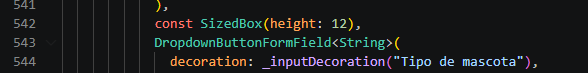 541 ),
542 const SizedBox(height: 12),
543 DropdownButtonFormField<String>(
544 decoration: _inputDecoration("Tipo de mascota"),